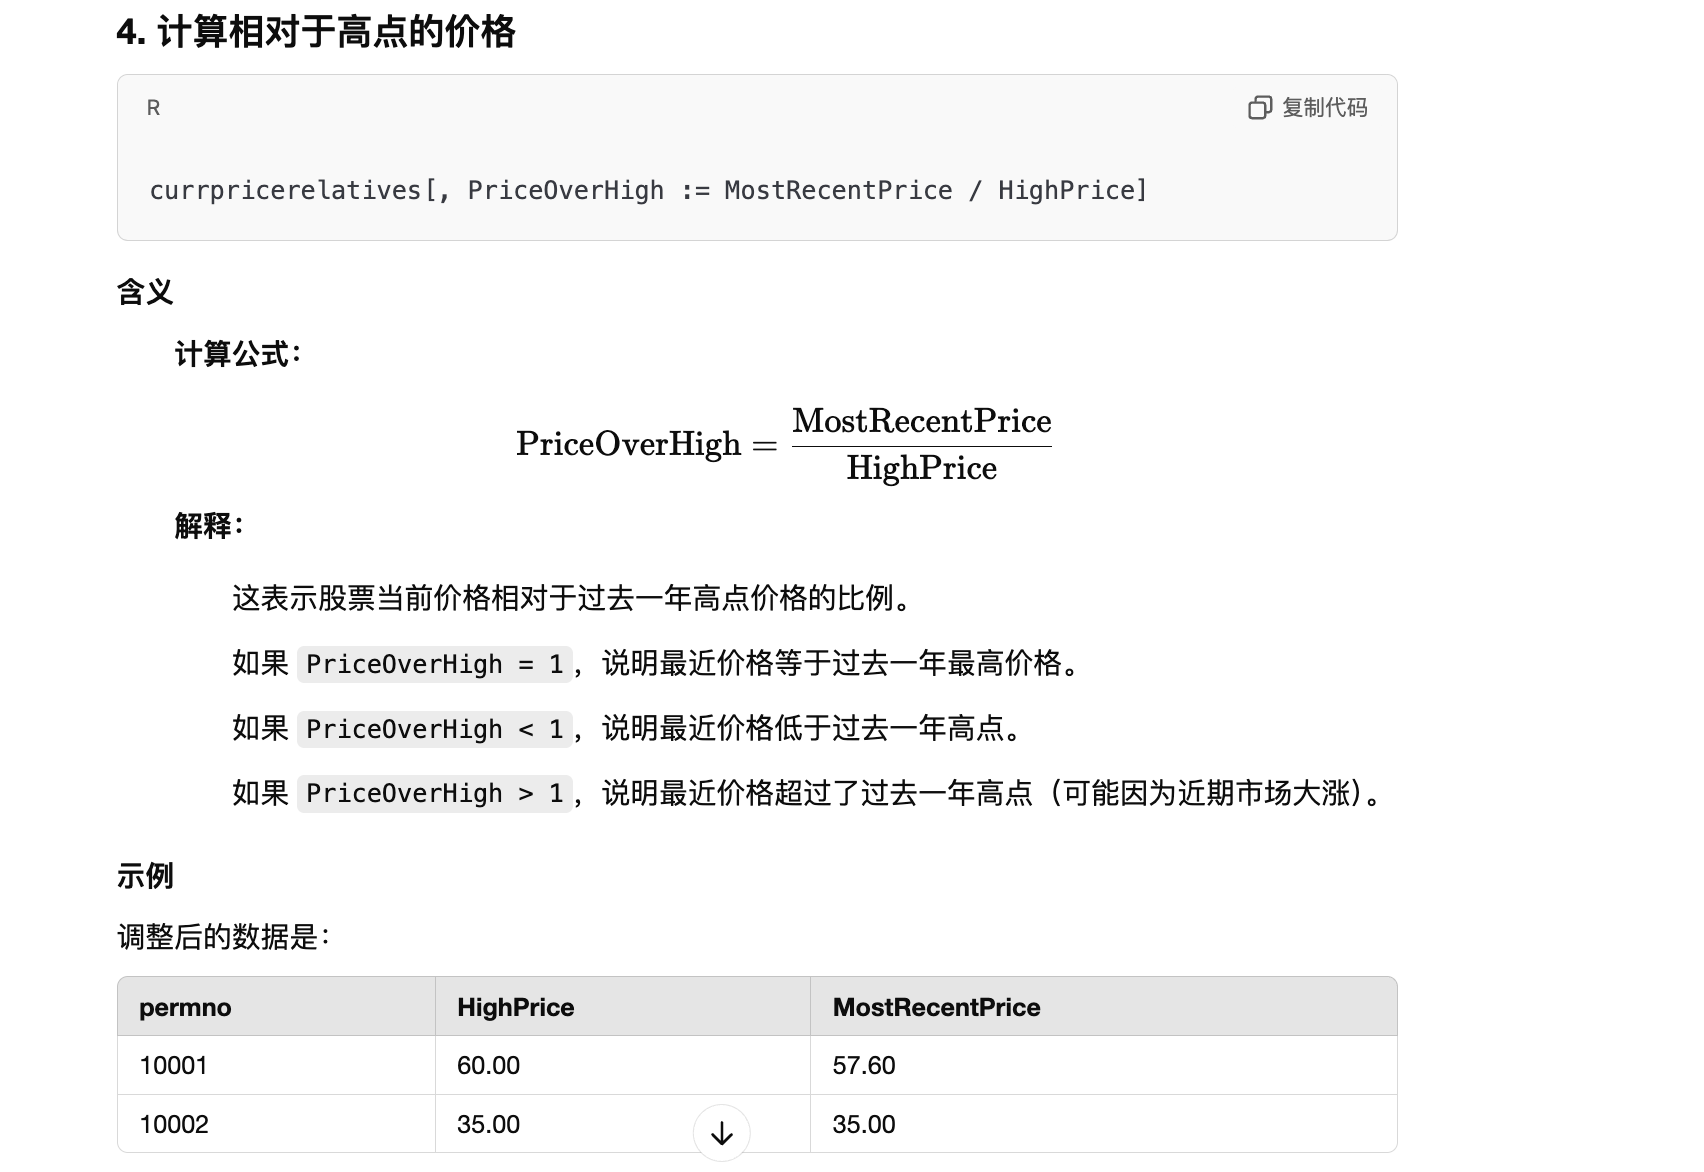 4. 计算相对于高点的价格
R
复制代码
currpricerelatives[, PriceOverHigh := MostRecentPrice / HighPrice]
含义
计算公式：
PriceOverHigh = MostRecentPrice / HighPrice
解释：
这表示股票当前价格相对于过去一年高点价格的比例。
如果 PriceOverHigh = 1，说明最近价格等于过去一年最高价格。
如果 PriceOverHigh < 1，说明最近价格低于过去一年高点。
如果 PriceOverHigh > 1，说明最近价格超过了过去一年高点（可能因为近期市场大涨）。
示例
调整后的数据是：
permno HighPrice MostRecentPrice
10001 60.00 57.60
10002 35.00 35.00